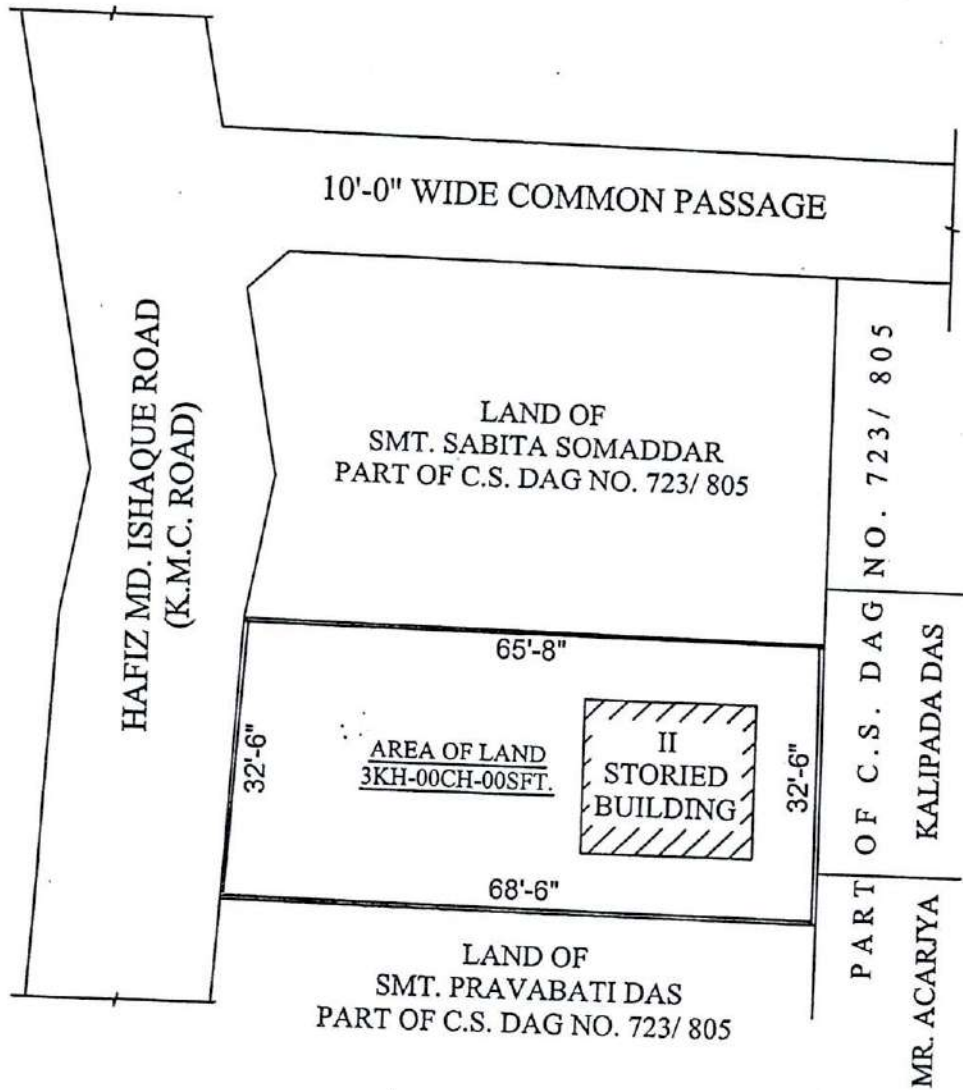 10'-0" WIDE COMMON PASSAGE
HAFIZ MD. ISHAQUE ROAD
(K.M.C. ROAD)
LAND OF
SMT. SABITA SOMADDAR
PART OF C.S. DAG NO. 723/ 805
65'-8"
32'-6"
AREA OF LAND
3KH-00CH-00SFT.
II
STORIED
BUILDING
32'-6"
68'-6"
LAND OF
SMT. PRAVABATI DAS
PART OF C.S. DAG NO. 723/ 805
PART OF C.S. DAG NO. 723/ 805
KALIPADA DAS
MR. ACARJYA